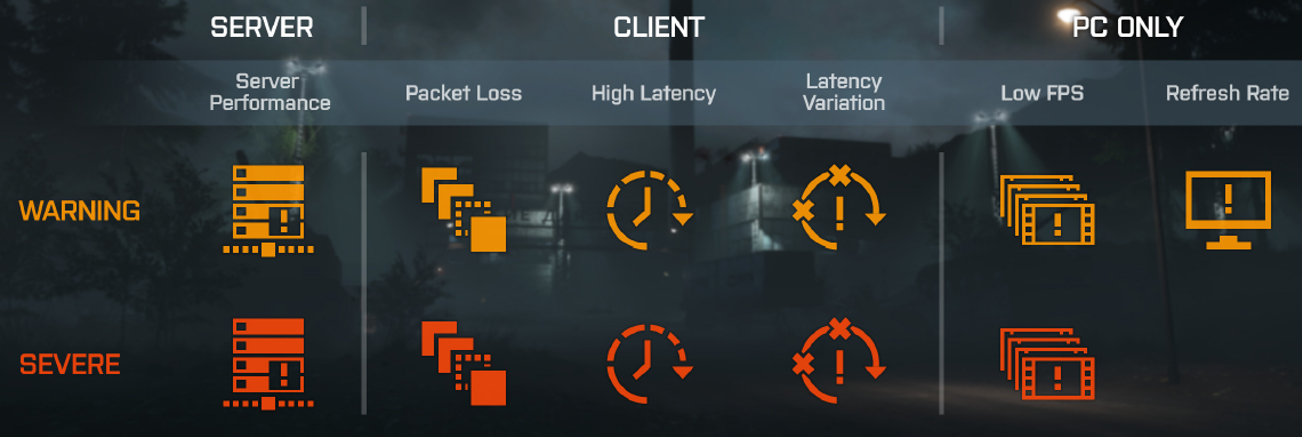 SERVER
CLIENT
PC ONLY
Server
Performance
Packet Loss
High Latency
Latency
Variation
Low FPS
Refresh Rate
WARNING
SEVERE